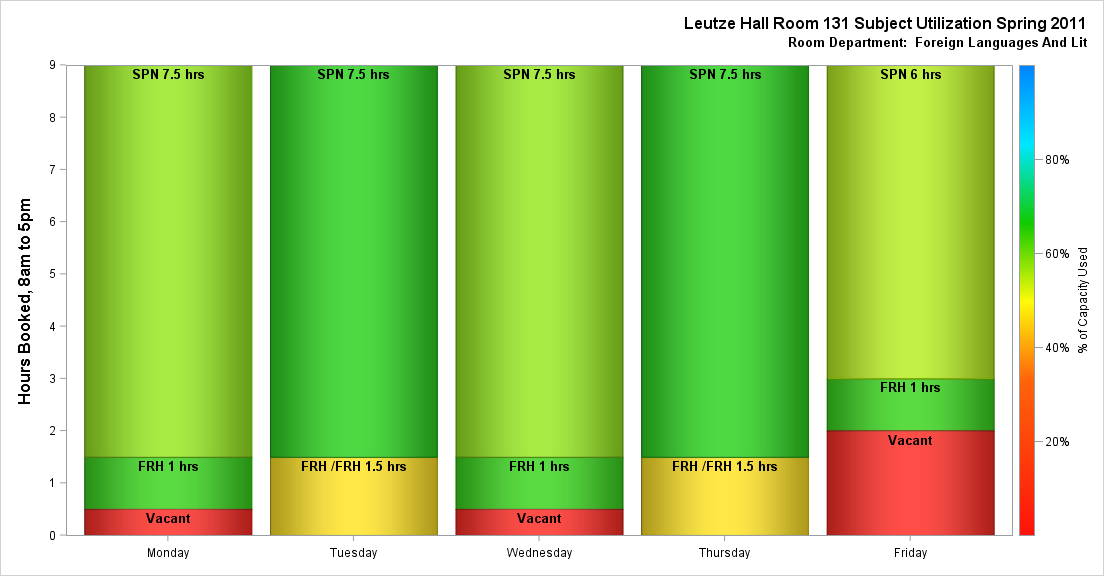 Leutze Hall Room 131 Subject Utilization Spring 2011
Room Department:  Foreign Languages And Lit
Hours Booked, 8am to 5pm
9
8
7
6
5
4
3
2
1
0
SPN 7.5 hrs
FRH 1 hrs
Vacant
SPN 7.5 hrs
FRH /FRH 1.5 hrs
SPN 7.5 hrs
FRH 1 hrs
Vacant
SPN 7.5 hrs
FRH /FRH 1.5 hrs
SPN 6 hrs
FRH 1 hrs
Vacant
Monday
Tuesday
Wednesday
Thursday
Friday
80%
60%
40%
20%
% of Capacity Used